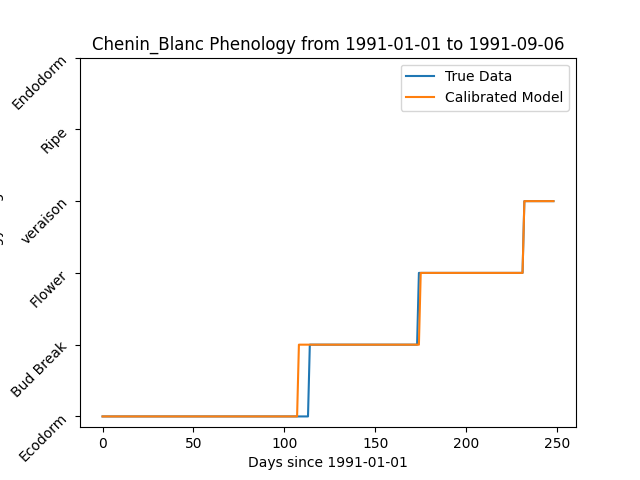 Chenin_Blanc Phenology from 1991-01-01 to 1991-09-06
True Data
Calibrated Model
Endodorm
Ripe
veraison
Flower
Bud Break
Ecodorm
0 50 100 150 200 250
Days since 1991-01-01